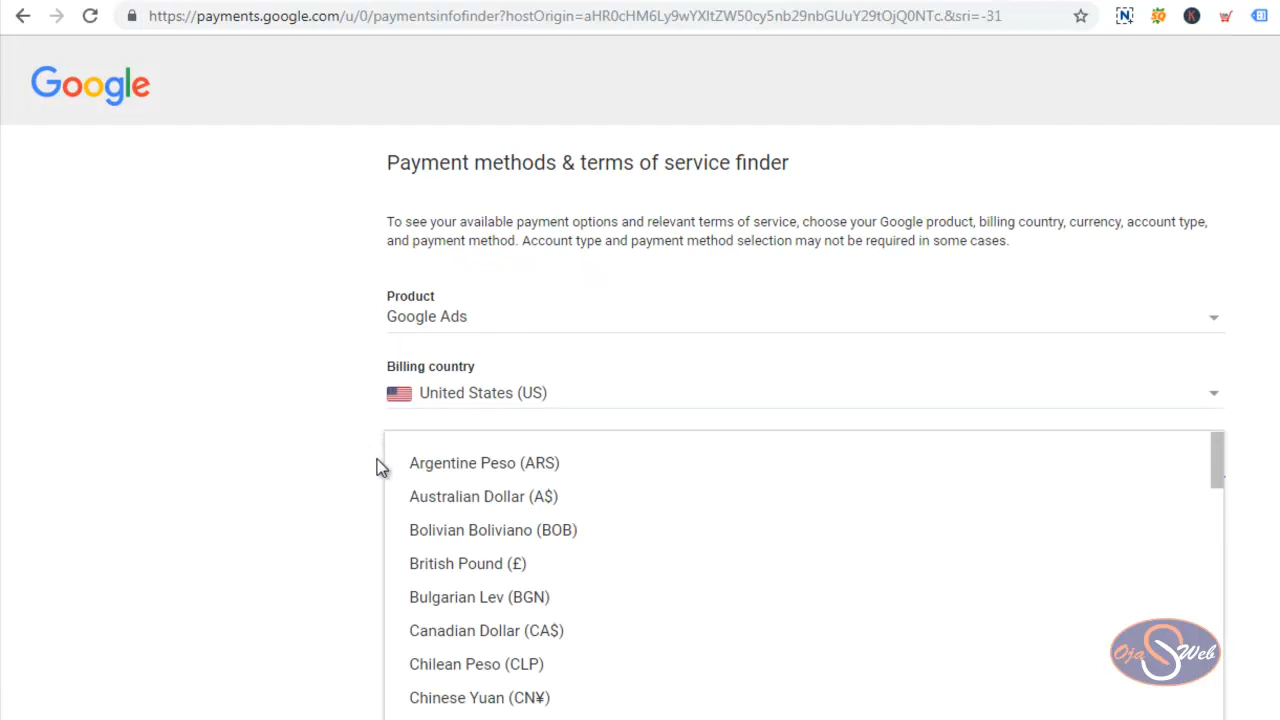 https://payments.google.com/u/0/paymentsinfofinder?hostOrigin=aHR0cHM6Ly9wYXltZW50cy5nb29nbGUuY29tOjQ0NTc.&sri=-31
Google
Payment methods & terms of service finder
To see your available payment options and relevant terms of service, choose your Google product, billing country, currency, account type,
and payment method. Account type and payment method selection may not be required in some cases.
Product
Google Ads
Billing country
United States (US)
Argentine Peso (ARS)
Australian Dollar (A$)
Bolivian Boliviano (BOB)
British Pound (£)
Bulgarian Lev (BGN)
Canadian Dollar (CA$)
Chilean Peso (CLP)
Chinese Yuan (CN¥)
Ojas Web